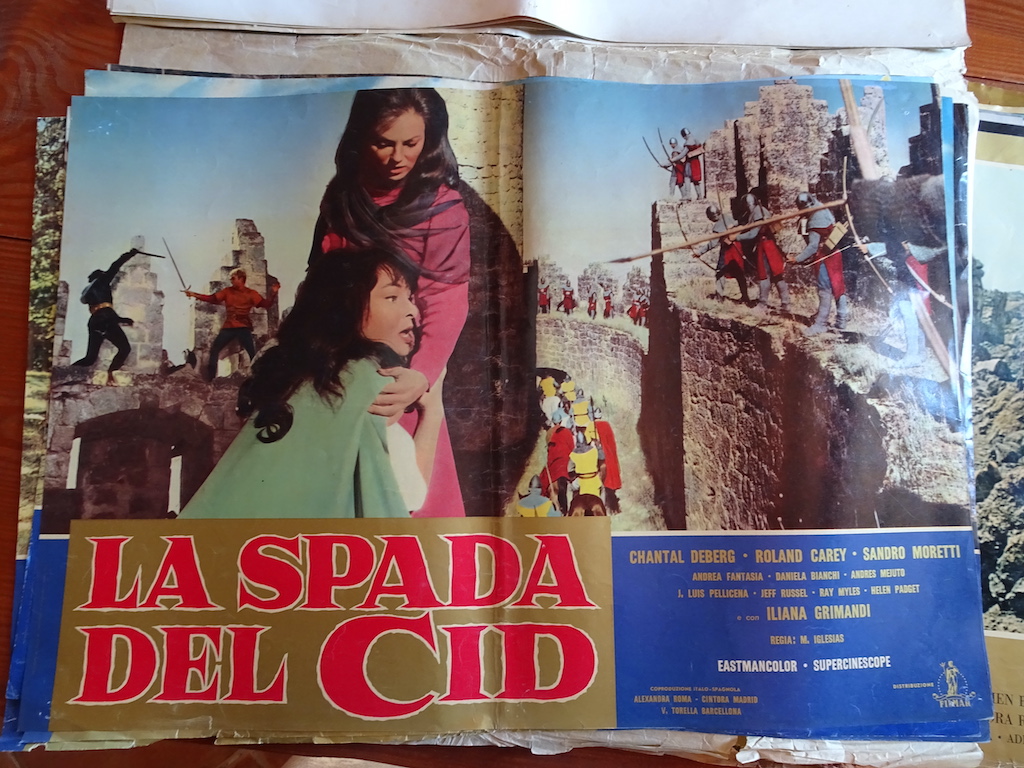 LA SPADA
DEL CID
CHANTAL DEBERG • ROLAND CAREY • SANDRO MORETTI
ANDREA FANTASIA • DANIELA BIANCHI • ANDRES MEJUTO
J. LUIS PELLICENA • JEFF RUSSEL • RAY MYLES • HELEN PADGET
e con ILIANA GRIMANDI
REGIA: M. IGLESIAS
EASTMANCOLOR • SUPERCINESCOPE
COPRODUZIONE ITALO-SPAGNOLA
ALEXANDRA ROMA - CINTORA MADRID
V. TORELLA BARCELLONA
DISTRIBUZIONE
FILMAR